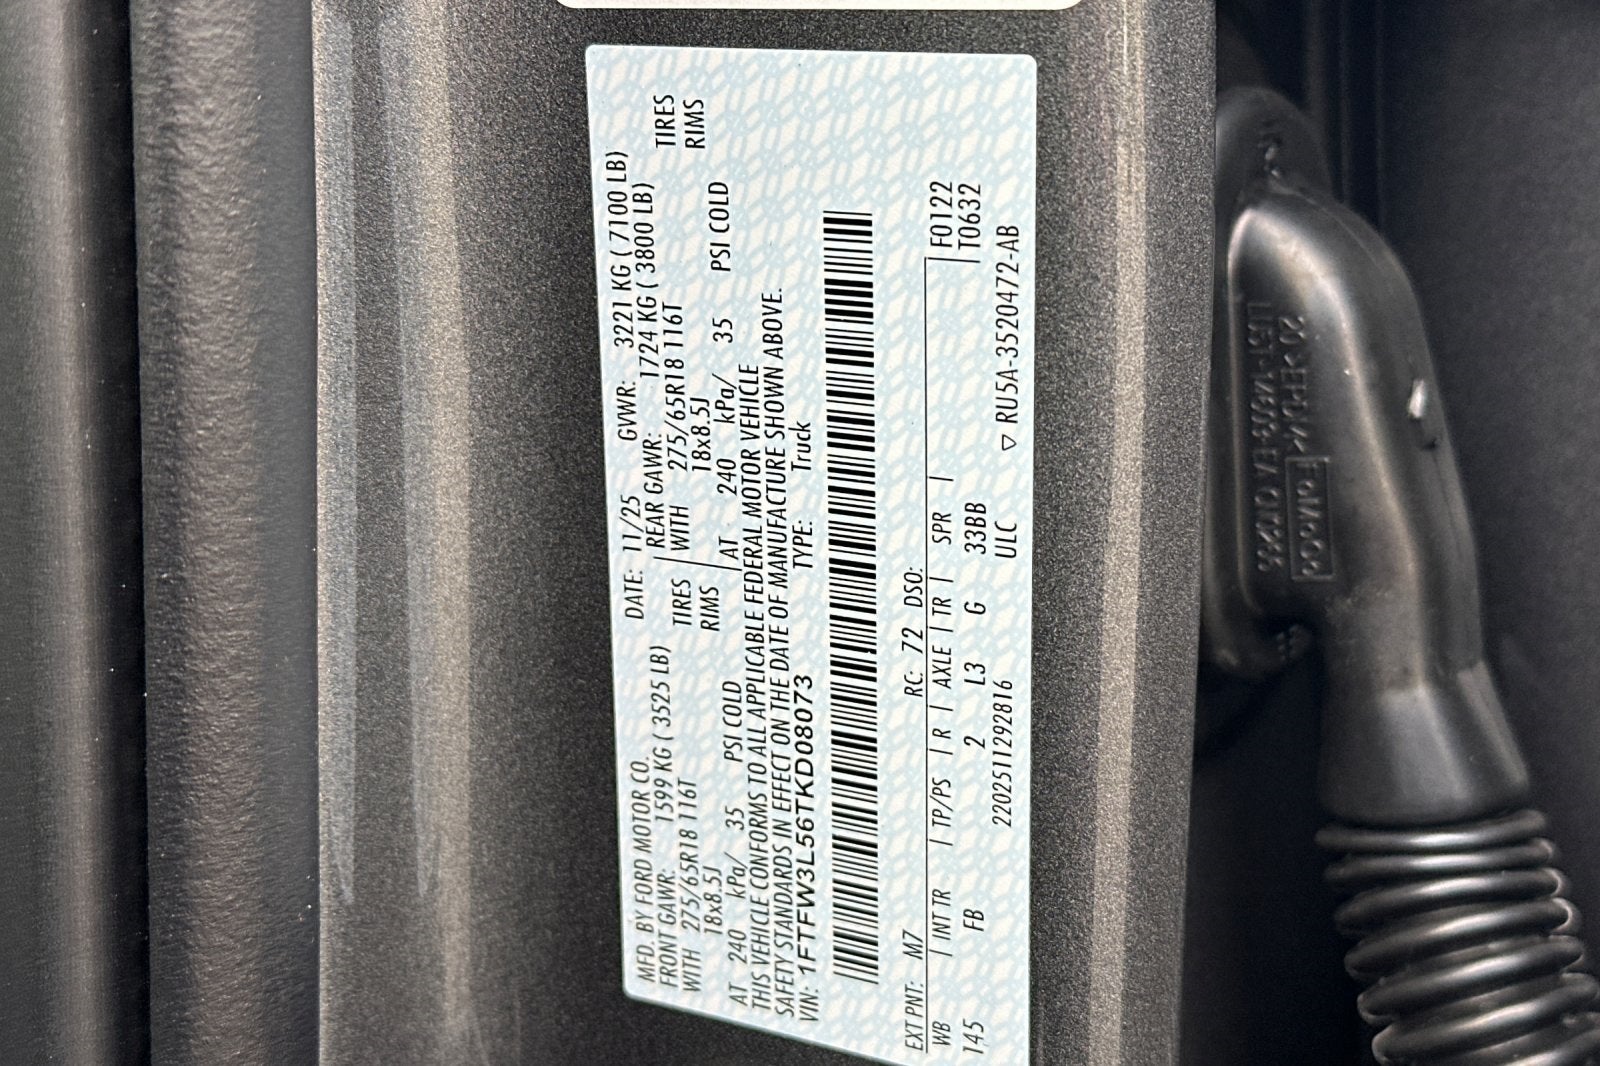 MFD. BY FORD MOTOR CO.
DATE: 11/25 GVWR: 3221 KG ( 7100 LB)
FRONT GAWR: 1599 KG ( 3525 LB)
REAR GAWR: 1724 KG ( 3800 LB)
WITH 275/65R18 116T TIRES
WITH 275/65R18 116T TIRES
18x8.5J RIMS
18x8.5J RIMS
AT 240 kPa/ 35 PSI COLD
AT 240 kPa/ 35 PSI COLD
THIS VEHICLE CONFORMS TO ALL APPLICABLE FEDERAL MOTOR VEHICLE
SAFETY STANDARDS IN EFFECT ON THE DATE OF MANUFACTURE SHOWN ABOVE.
VIN: 1FTFW3L56TKD08073 TYPE: Truck
EXT PNT: M7 RC: 72 DSO: F0122
WB | INT TR | TP/PS | R | AXLE | TR | SPR | T0632
145 FB 2 L3 G 33BB
22025112928​16 ULC ▽ RU5A-3520472-AB
FoMoCo